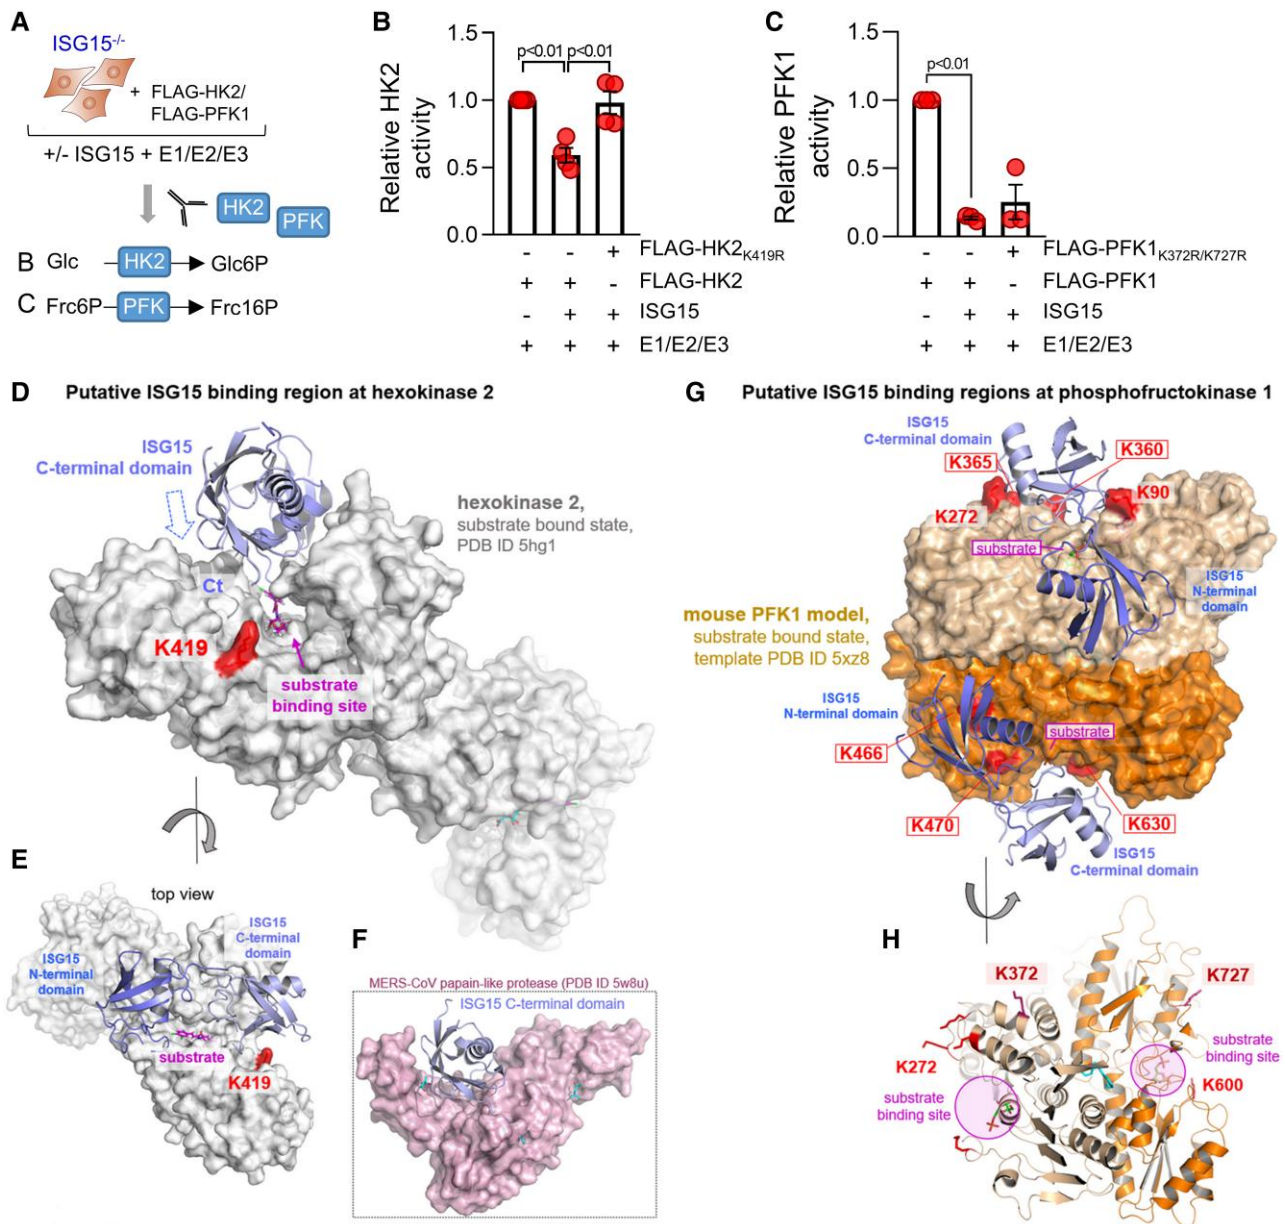 A
ISG15-/-
+ FLAG-HK2/
FLAG-PFK1
+/- ISG15 + E1/E2/E3
HK2
PFK
B Glc HK2 Glc6P
C Frc6P PFK Frc16P
B
Relative HK2
activity
1.5
1.0
0.5
0.0
p<0.01 p<0.01
- - + FLAG-HK2K419R
+ + - FLAG-HK2
- + + ISG15
+ + + E1/E2/E3
C
Relative PFK1
activity
1.5
1.0
0.5
0.0
p<0.01
- - + FLAG-PFK1K372R/K727R
+ + - FLAG-PFK1
- + + ISG15
+ + + E1/E2/E3
D Putative ISG15 binding region at hexokinase 2
ISG15
C-terminal domain
hexokinase 2,
substrate bound state,
PDB ID 5hg1
Ct
K419
substrate
binding site
E
top view
ISG15
N-terminal
domain
ISG15
C-terminal
domain
substrate
K419
F
MERS-CoV papain-like protease (PDB ID 5w8u)
ISG15 C-terminal domain
G Putative ISG15 binding regions at phosphofructokinase 1
ISG15
C-terminal domain
K365
K360
K272
K90
substrate
ISG15
N-terminal
domain
mouse PFK1 model,
substrate bound state,
template PDB ID 5xz8
ISG15
N-terminal domain
substrate
K466
K470
K630
ISG15
C-terminal domain
H
K372
K727
K272
substrate
binding site
substrate
binding site
K600